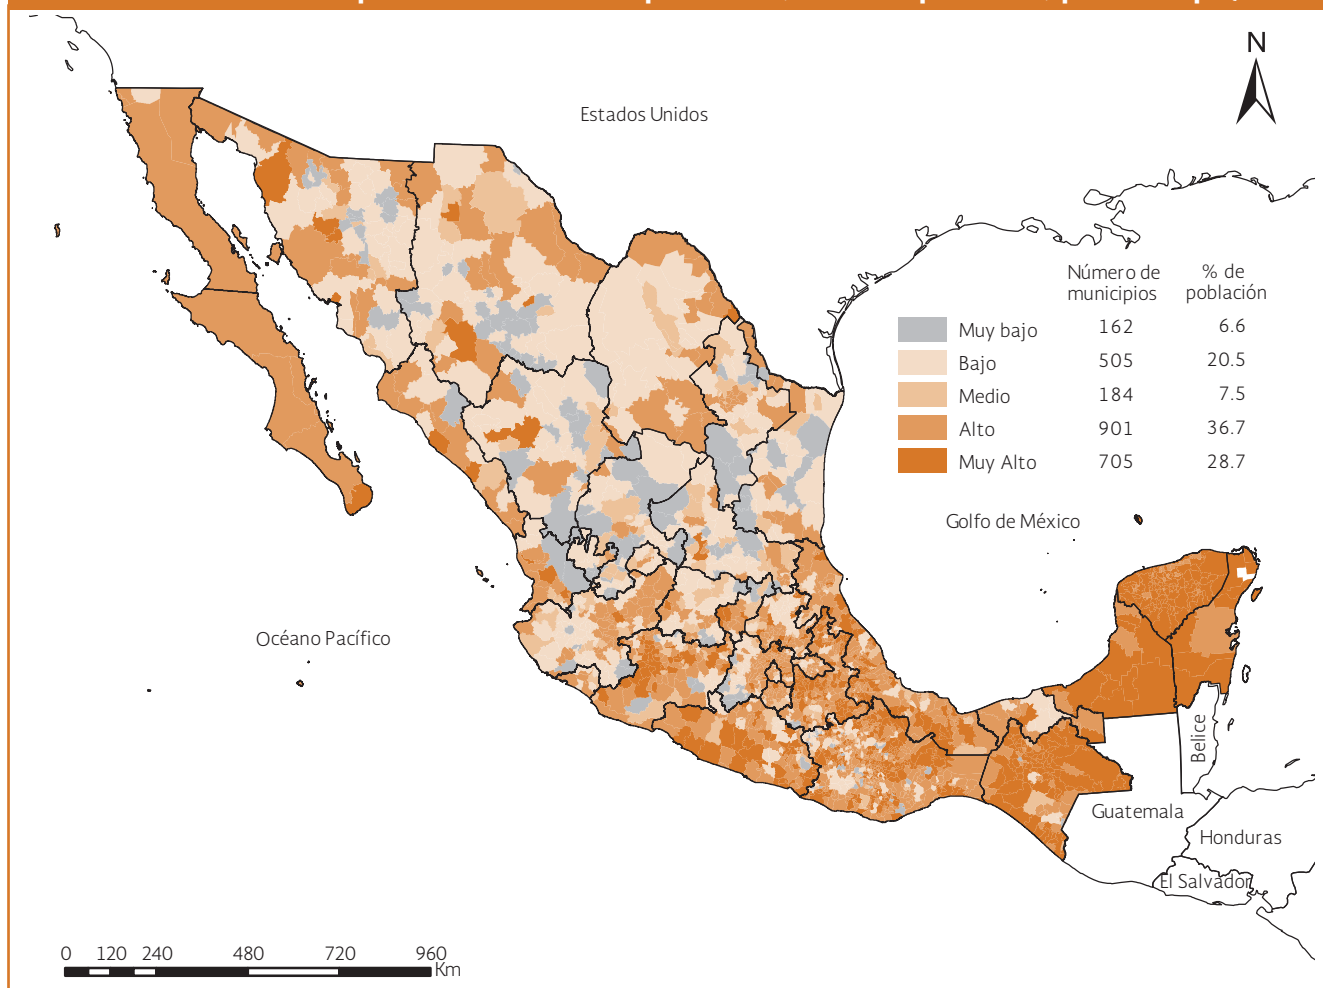 N
Estados Unidos
Número de municipios
% de población
Muy bajo 162 6.6
Bajo 505 20.5
Medio 184 7.5
Alto 901 36.7
Muy Alto 705 28.7
Golfo de México
Océano Pacífico
Belice
Guatemala
Honduras
El Salvador
0 120 240 480 720 960
Km